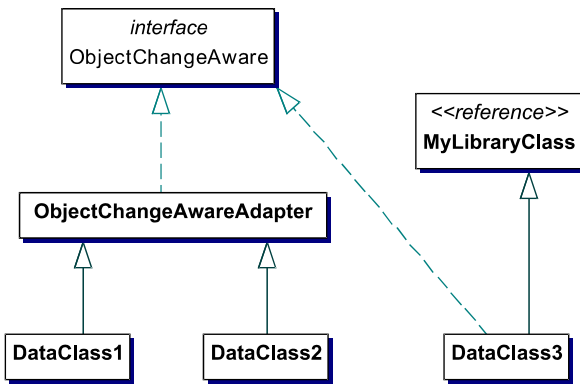 interface
ObjectChangeAware
<<reference>>
MyLibraryClass
ObjectChangeAwareAdapter
DataClass1
DataClass2
DataClass3